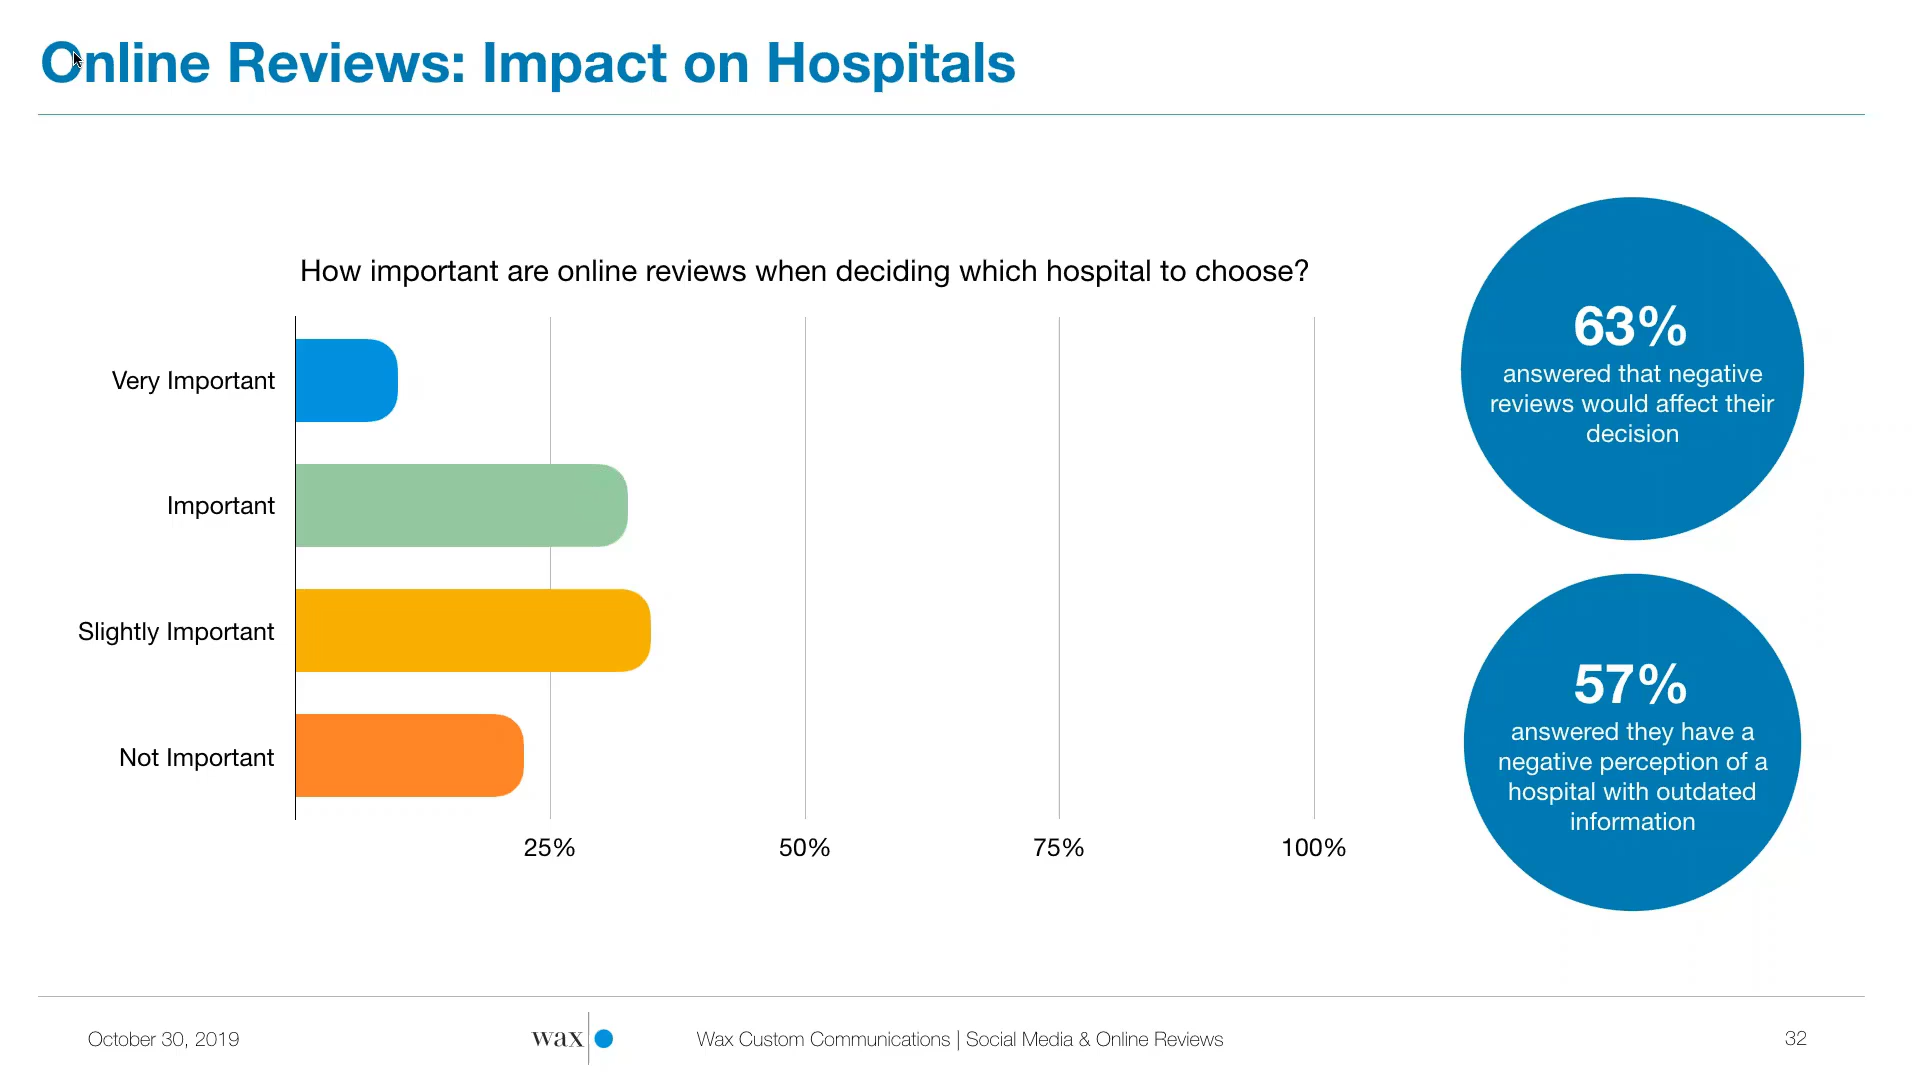 Online Reviews: Impact on Hospitals
How important are online reviews when deciding which hospital to choose?
Very Important
Important
Slightly Important
Not Important
25%
50%
75%
100%
63%
answered that negative
reviews would affect their
decision
57%
answered they have a
negative perception of a
hospital with outdated
information
October 30, 2019
wax
Wax Custom Communications | Social Media & Online Reviews
32